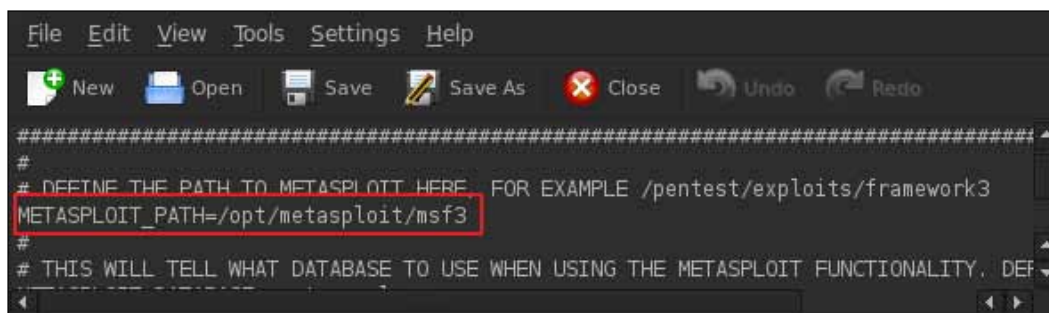 File Edit View Tools Settings Help
New Open Save Save As Close Undo Redo
################################################################################
#
# DEFINE THE PATH TO METASPLOIT HERE, FOR EXAMPLE /pentest/exploits/framework3
METASPLOIT_PATH=/opt/metasploit/msf3
#
# THIS WILL TELL WHAT DATABASE TO USE WHEN USING THE METASPLOIT FUNCTIONALITY. DEF